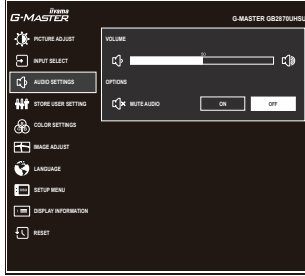 iiyama
G-MASTER
G-MASTER GB2870UHSU
PICTURE ADJUST
INPUT SELECT
AUDIO SETTINGS
STORE USER SETTING
COLOR SETTINGS
IMAGE ADJUST
LANGUAGE
SETUP MENU
DISPLAY INFORMATION
RESET
VOLUME
50
OPTIONS
MUTE AUDIO
ON
OFF